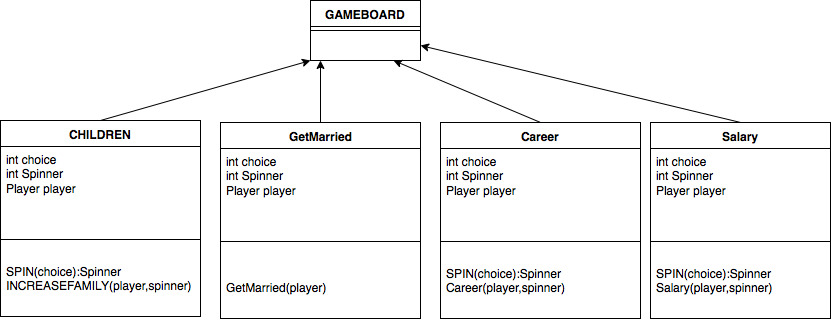 GAMEBOARD
CHILDREN
int choice
int Spinner
Player player
SPIN(choice):Spinner
INCREASEFAMILY(player,spinner)
GetMarried
int choice
int Spinner
Player player
GetMarried(player)
Career
int choice
int Spinner
Player player
SPIN(choice):Spinner
Career(player,spinner)
Salary
int choice
int Spinner
Player player
SPIN(choice):Spinner
Salary(player,spinner)